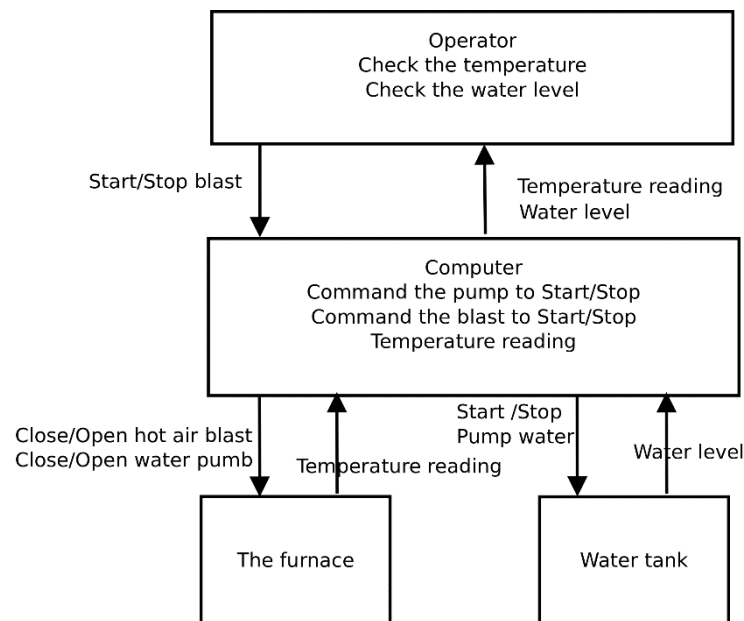 Operator
Check the temperature
Check the water level
Start/Stop blast
Temperature reading
Water level
Computer
Command the pump to Start/Stop
Command the blast to Start/Stop
Temperature reading
Close/Open hot air blast
Close/Open water pumb
Temperature reading
Start /Stop
Pump water
Water level
The furnace
Water tank